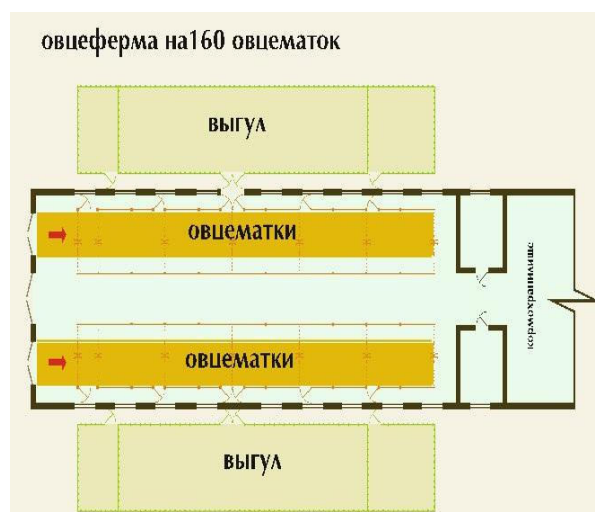 овцеферма на160 овцематок
выгул
овцематки
кормохранилище
овцематки
выгул